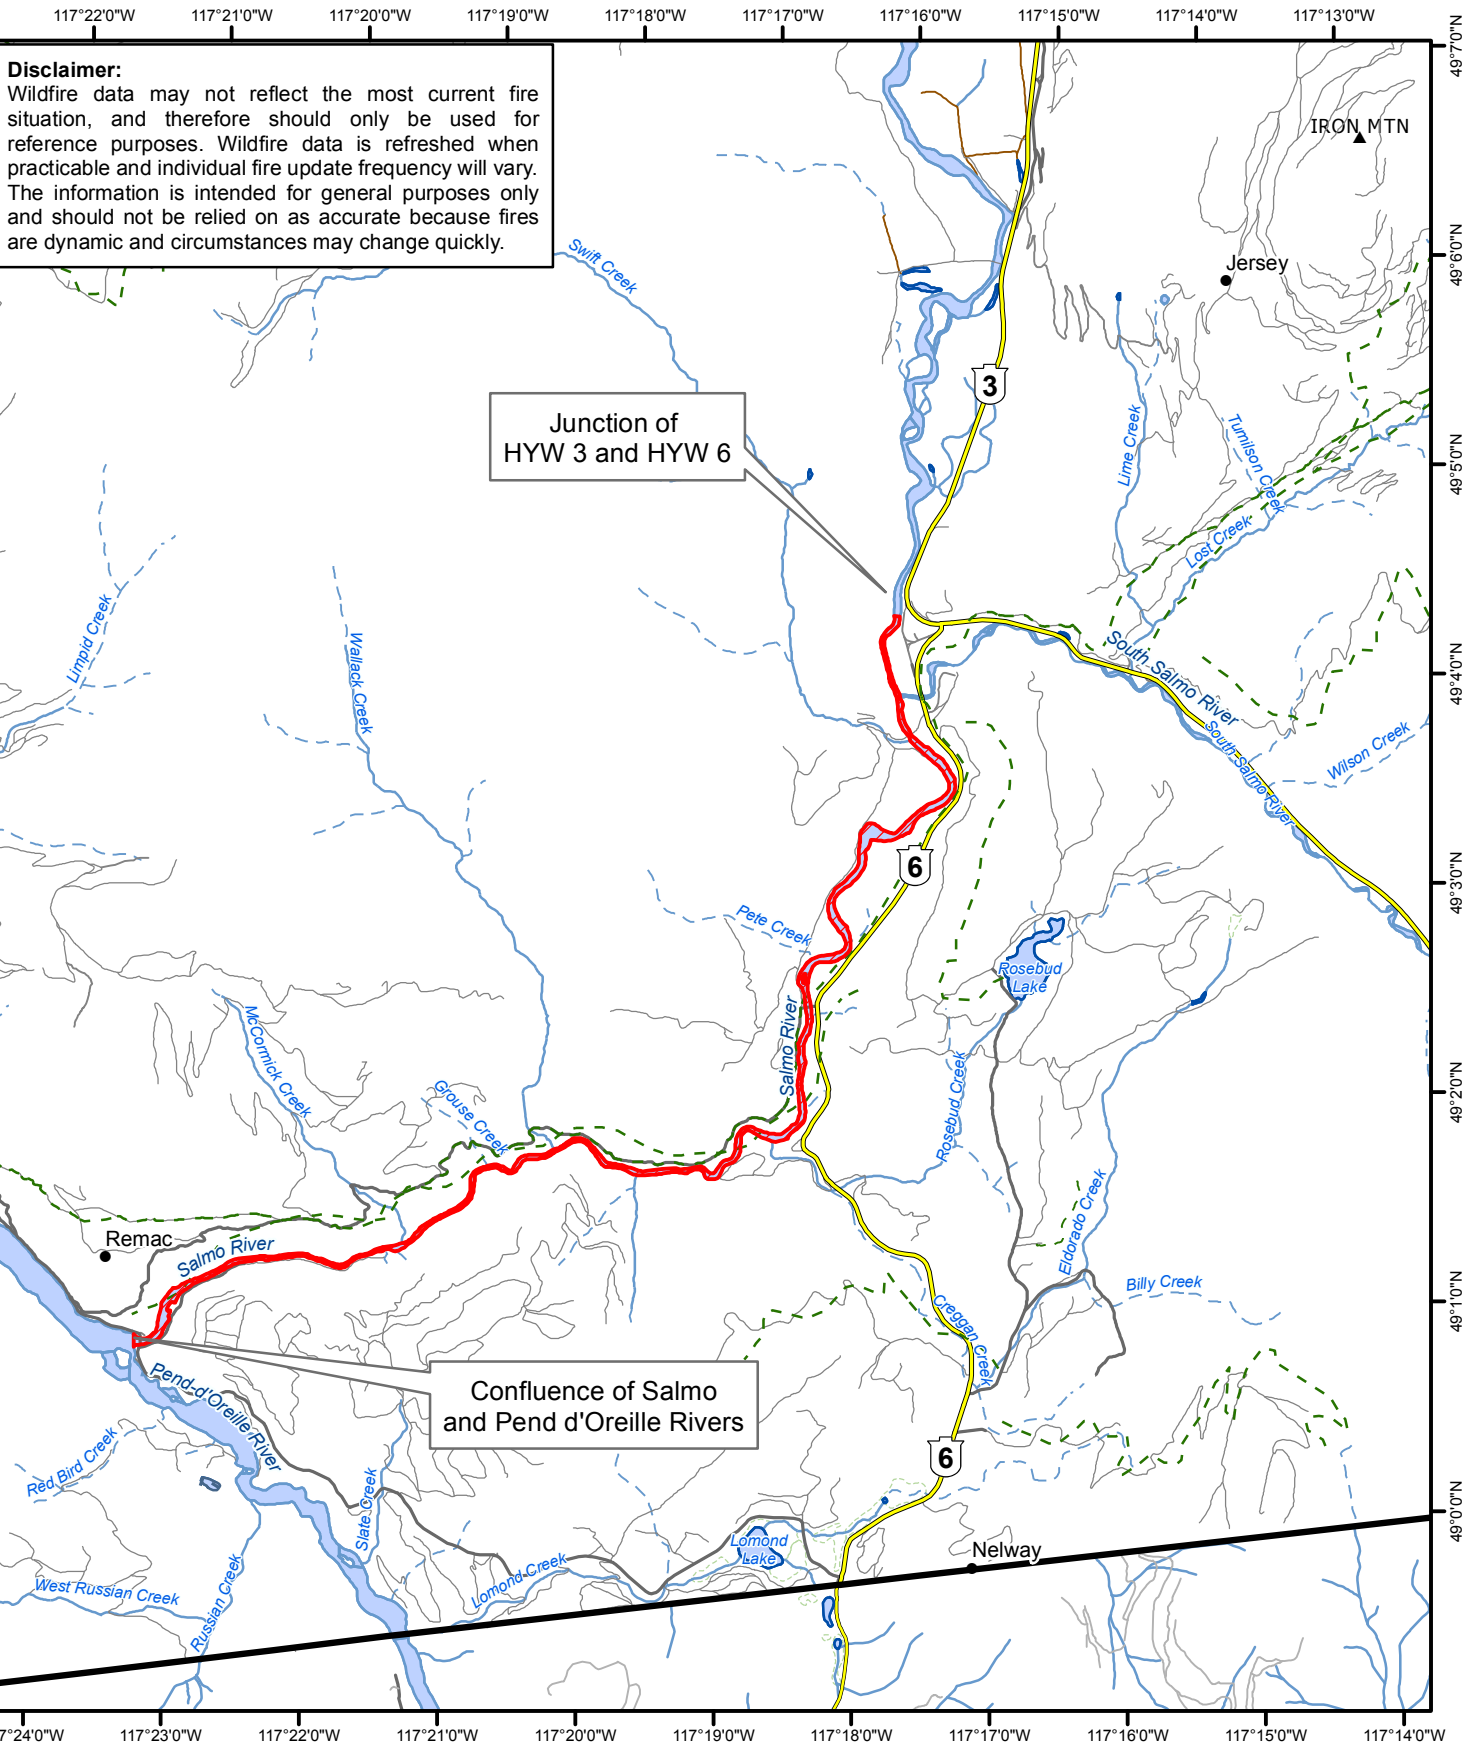 117°22'0"W 117°21'0"W 117°20'0"W 117°19'0"W 117°18'0"W 117°17'0"W 117°16'0"W 117°15'0"W 117°14'0"W 117°13'0"W
49°7'0"N
Disclaimer:
Wildfire data may not reflect the most current fire
situation, and therefore should only be used for
reference purposes. Wildfire data is refreshed when
practicable and individual fire update frequency will vary.
The information is intended for general purposes only
and should not be relied on as accurate because fires
are dynamic and circumstances may change quickly.
IRON MTN
Swift Creek
Jersey
49°6'0"N
3
Junction of
HYW 3 and HYW 6
Lime Creek
Tumilson Creek
Lost Creek
49°5'0"N
Limpid Creek
Wallack Creek
South Salmo River
49°4'0"N
South Salmo River
Wilson Creek
6
49°3'0"N
Pete Creek
Rosebud
Lake
Salmo River
McCormick Creek
Grouse Creek
Rosebud Creek
49°2'0"N
Eldorado Creek
Remac
Salmo River
Billy Creek
Creggan Creek
49°1'0"N
Confluence of Salmo
and Pend d'Oreille Rivers
Pend-d'Oreille River
Red Bird Creek
6
Slate Creek
49°0'0"N
Lomond
Lake
Nelway
Lomond Creek
West Russian Creek
Russian Creek
7°24'0"W 117°23'0"W 117°22'0"W 117°21'0"W 117°20'0"W 117°19'0"W 117°18'0"W 117°17'0"W 117°16'0"W 117°15'0"W 117°14'0"W